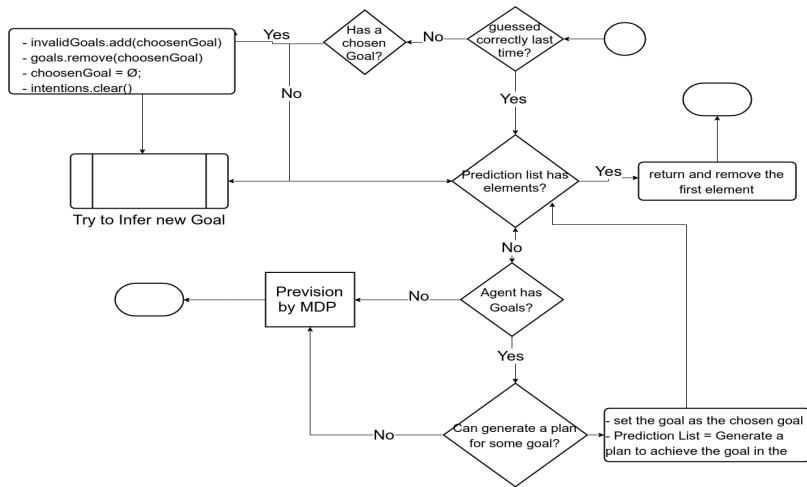 - invalidGoals.add(choosenGoal)
- goals.remove(choosenGoal)
- choosenGoal = Ø;
- intentions.clear()
Yes
Has a
chosen
Goal?
No
guessed
correctly last
time?
No
Yes
Try to Infer new Goal
Prediction list has
elements?
Yes
return and remove the
first element
No
Prevision
by MDP
No
Agent has
Goals?
Yes
No
Can generate a plan
for some goal?
- set the goal as the chosen goal
- Prediction List = Generate a
plan to achieve the goal in the